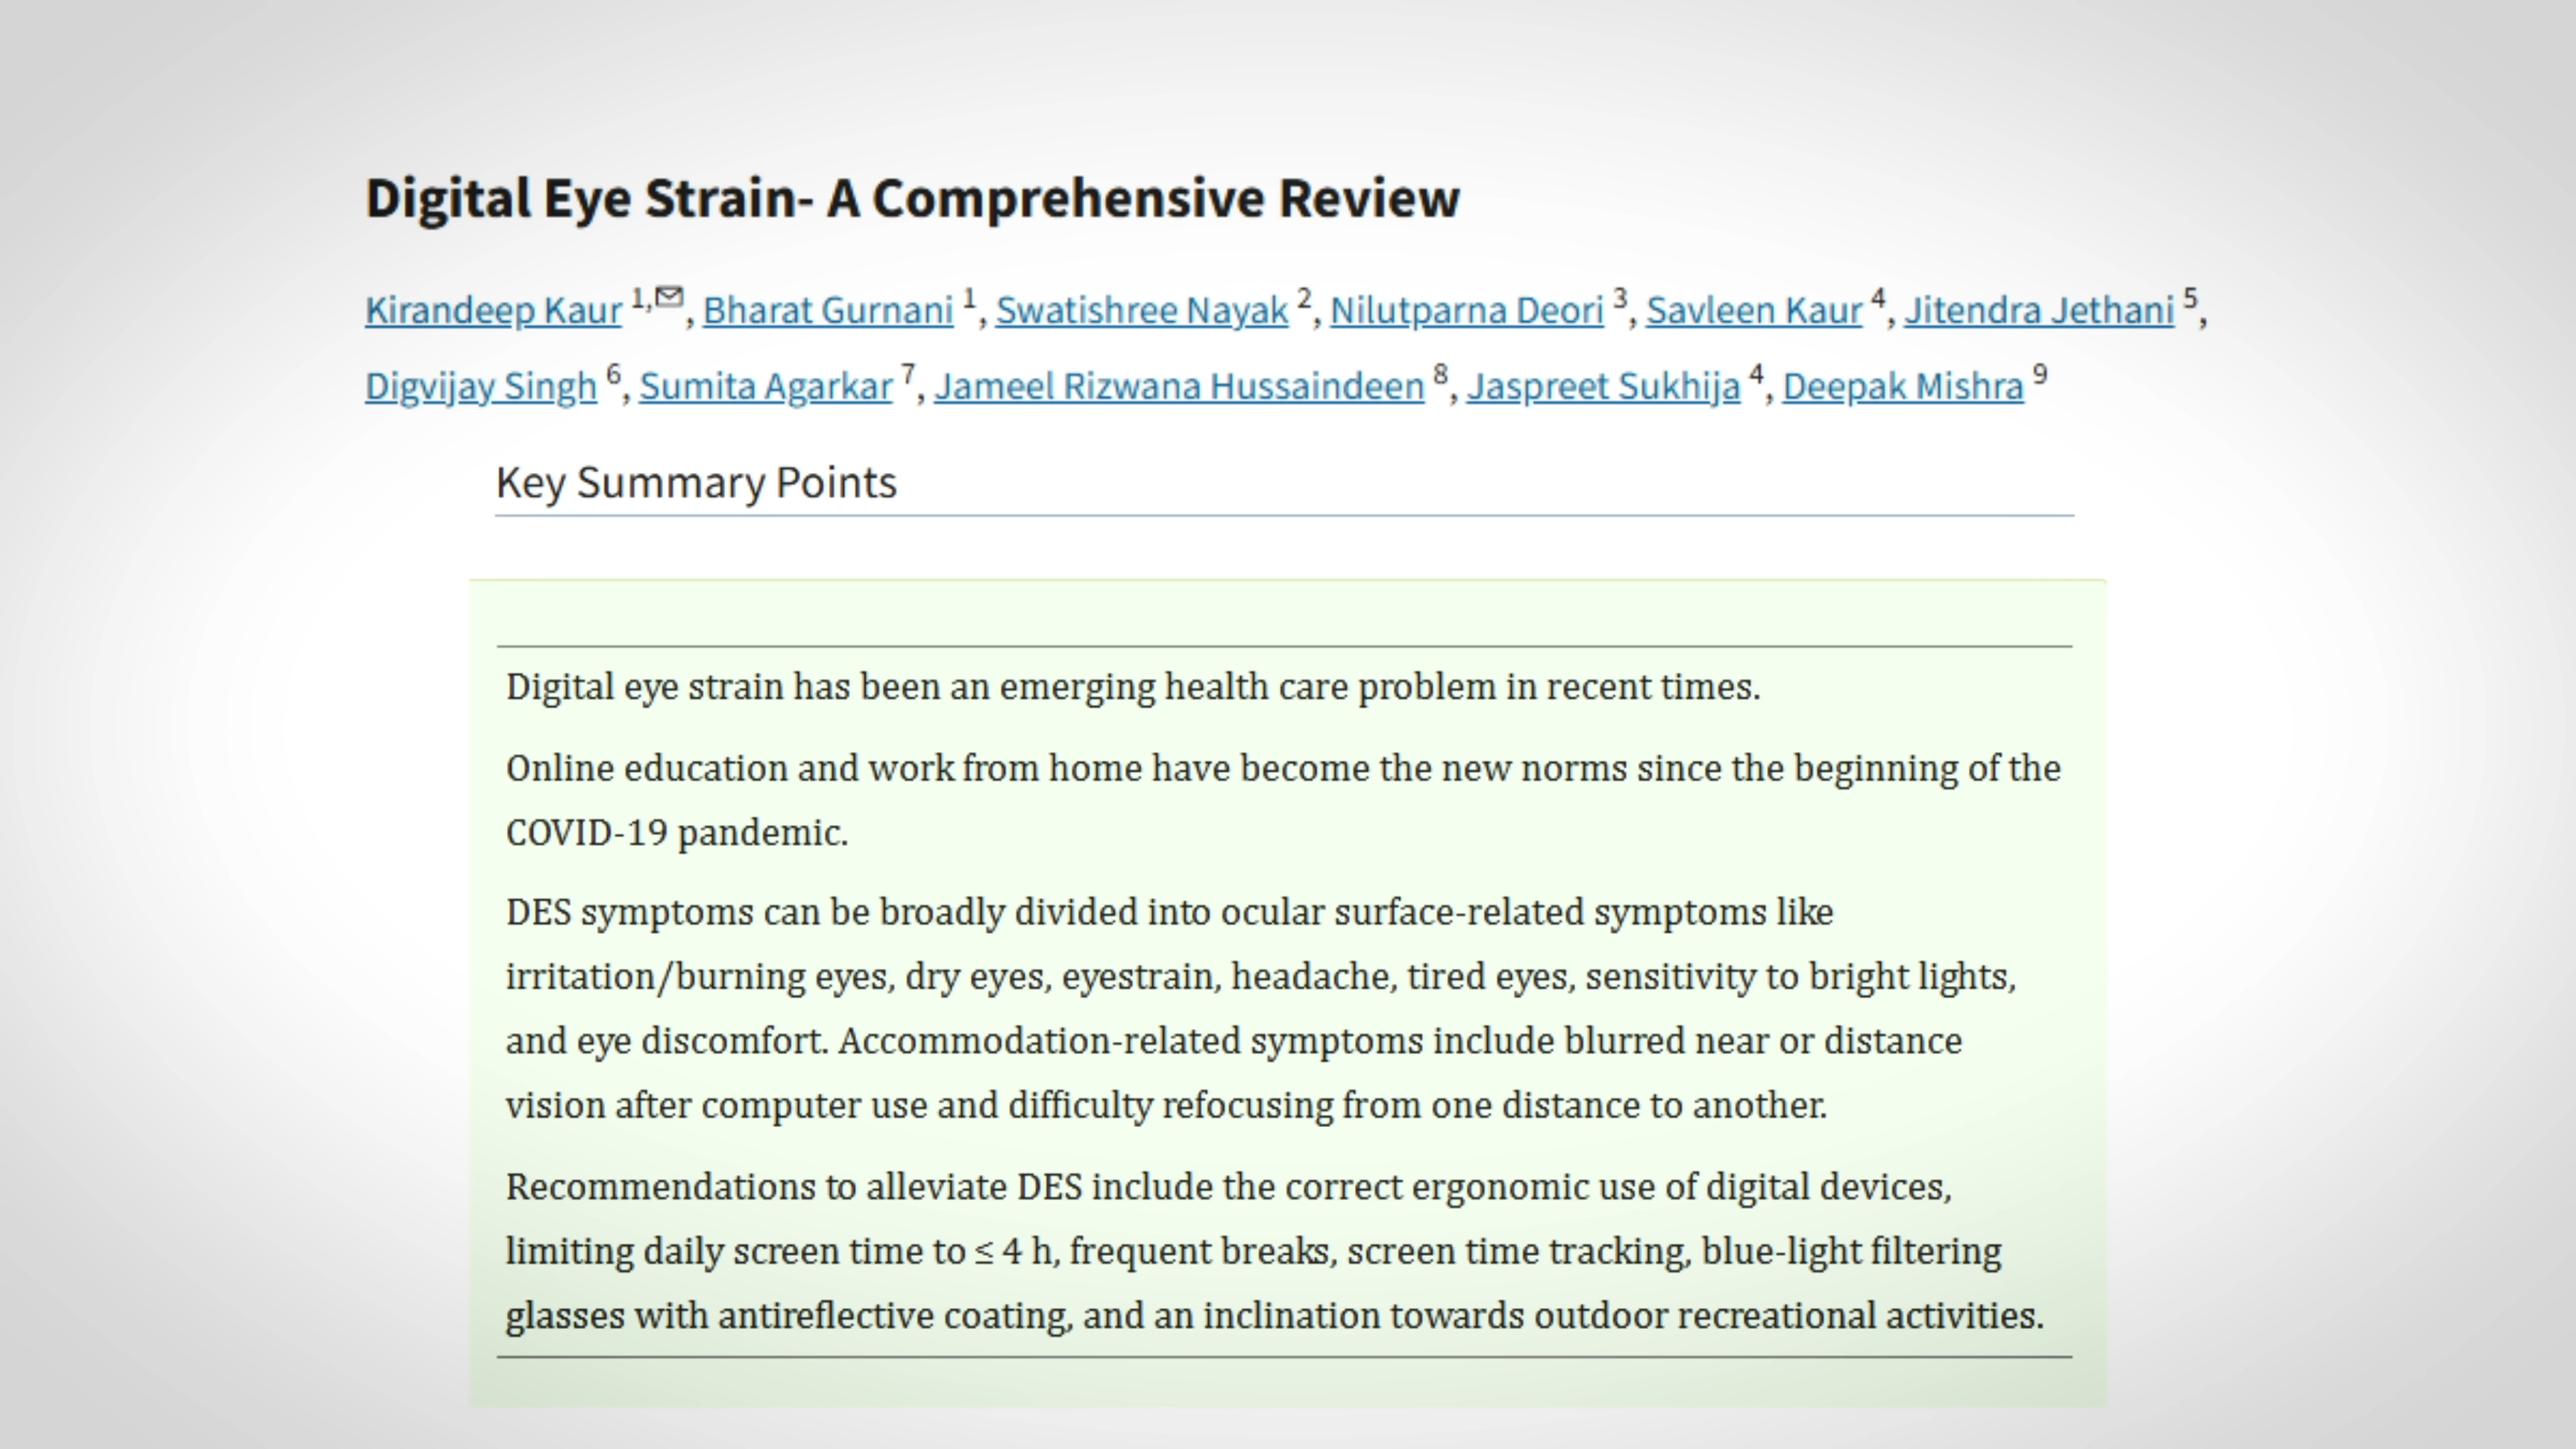 Digital Eye Strain- A Comprehensive Review
Kirandeep Kaur 1,✉, Bharat Gurnani 1, Swatishree Nayak 2, Nilutparna Deori 3, Savleen Kaur 4, Jitendra Jethani 5,
Digvijay Singh 6, Sumita Agarkar 7, Jameel Rizwana Hussaindeen 8, Jaspreet Sukhija 4, Deepak Mishra 9
Key Summary Points
Digital eye strain has been an emerging health care problem in recent times.
Online education and work from home have become the new norms since the beginning of the
COVID-19 pandemic.
DES symptoms can be broadly divided into ocular surface-related symptoms like
irritation/burning eyes, dry eyes, eyestrain, headache, tired eyes, sensitivity to bright lights,
and eye discomfort. Accommodation-related symptoms include blurred near or distance
vision after computer use and difficulty refocusing from one distance to another.
Recommendations to alleviate DES include the correct ergonomic use of digital devices,
limiting daily screen time to ≤ 4 h, frequent breaks, screen time tracking, blue-light filtering
glasses with antireflective coating, and an inclination towards outdoor recreational activities.